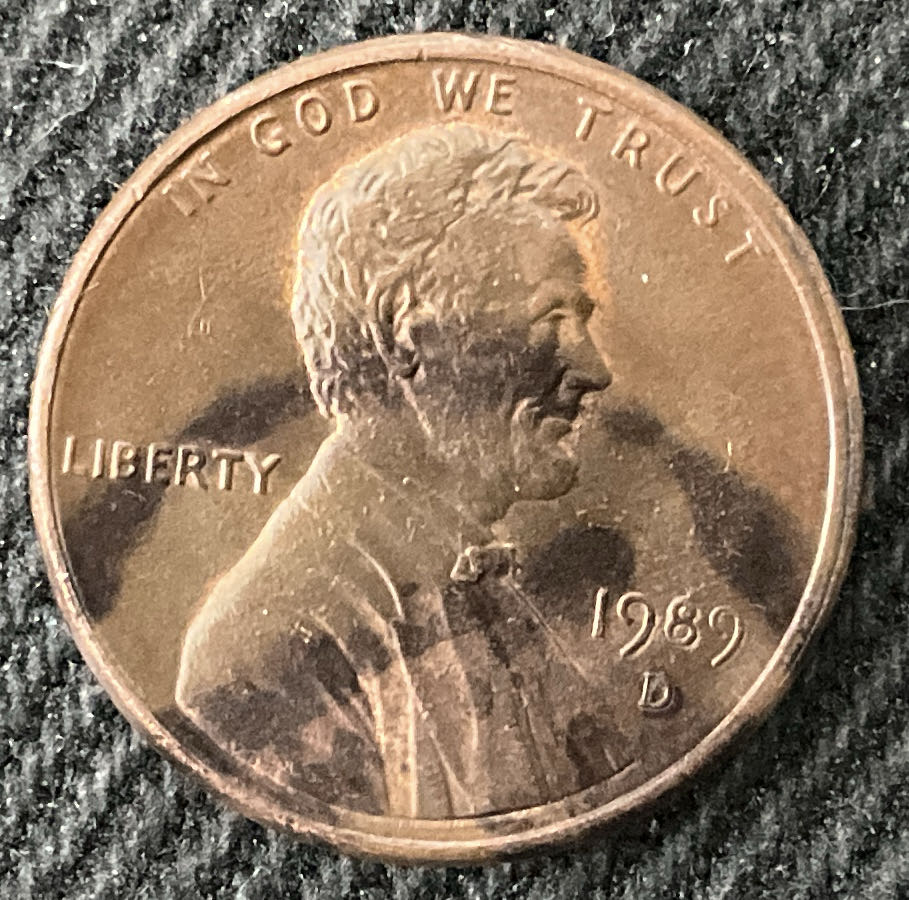 IN GOD WE TRUST
LIBERTY
1989
D